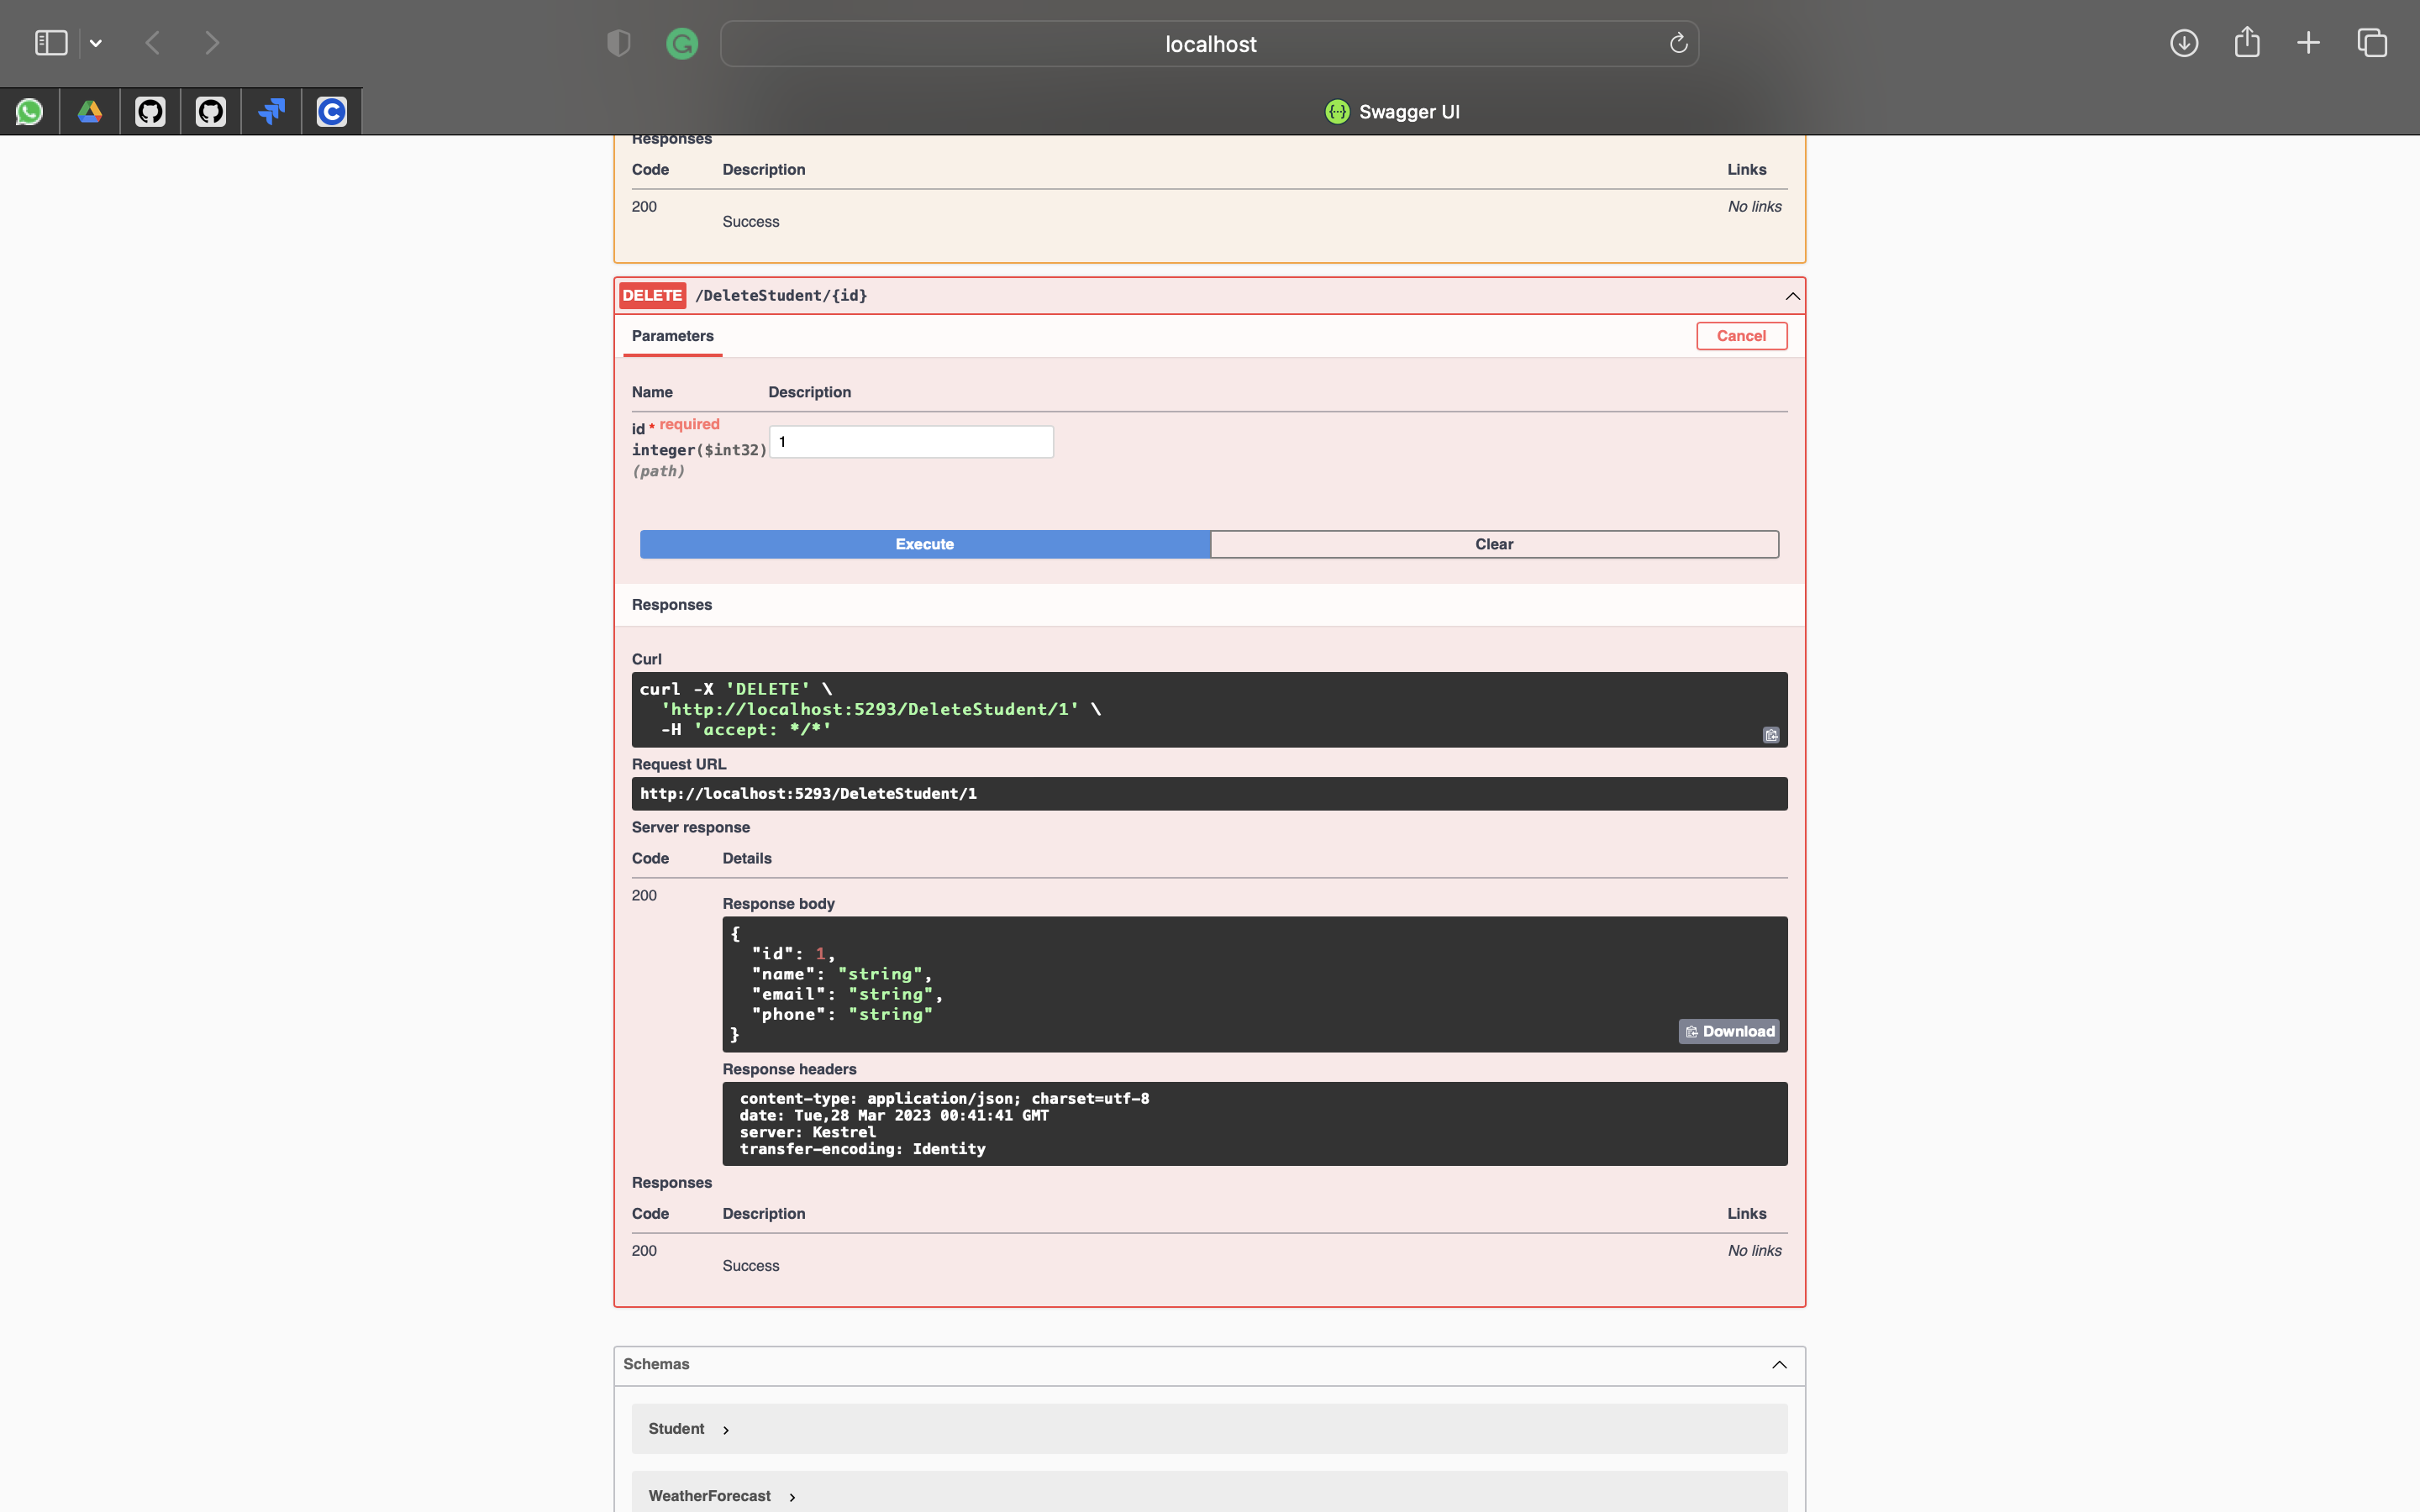 localhost
Swagger UI
Responses
Code Description Links
200 No links
Success
DELETE /DeleteStudent/{id}
Parameters Cancel
Name Description
id * required
integer($int32) 1
(path)
Execute Clear
Responses
Curl
curl -X 'DELETE' \
'http://localhost:5293/DeleteStudent/1' \
-H 'accept: */*'
Request URL
http://localhost:5293/DeleteStudent/1
Server response
Code Details
200
Response body
{
"id": 1,
"name": "string",
"email": "string",
"phone": "string"
}
Download
Response headers
content-type: application/json; charset=utf-8
date: Tue,28 Mar 2023 00:41:41 GMT
server: Kestrel
transfer-encoding: Identity
Responses
Code Description Links
200 No links
Success
Schemas
Student
WeatherForecast